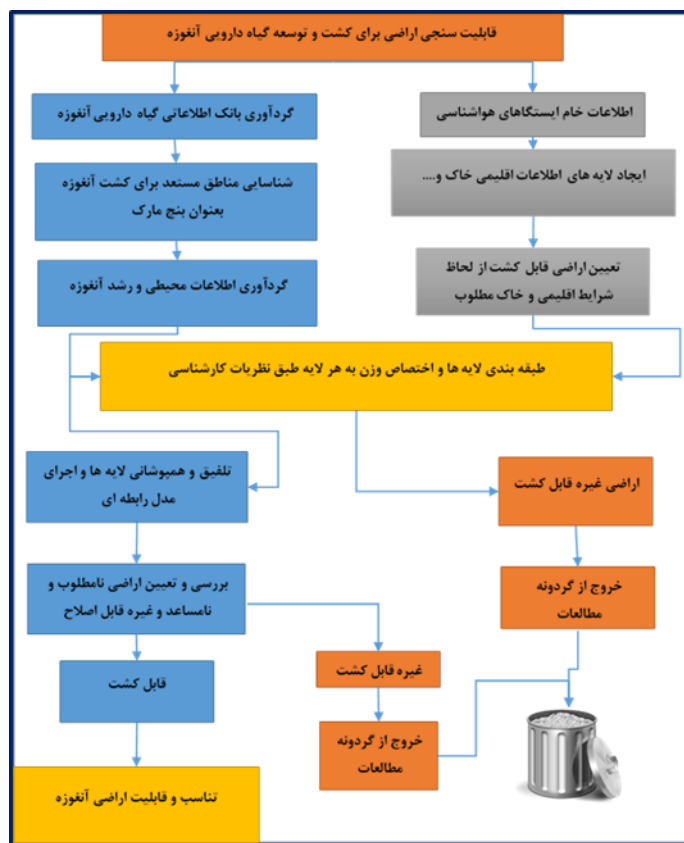 قابلیت سنجی اراضی برای کشت و توسعه گیاه دارویی آنغوزه
گردآوری بانک اطلاعاتی گیاه دارویی آنغوزه
اطلاعات خام ایستگاهای هواشناسی
شناسایی مناطق مستعد برای کشت آنغوزه
بعنوان بنچ مارک
ایجاد لایه های اطلاعات اقلیمی خاک و....
گردآوری اطلاعات محیطی و رشد آنغوزه
تعیین اراضی قابل کشت از لحاظ
شرایط اقلیمی و خاک مطلوب
طبقه بندی لایه ها و اختصاص وزن به هر لایه طبق نظریات کارشناسی
تلفیق و همپوشانی لایه ها و اجرای
مدل رابطه ای
اراضی غیره قابل کشت
بررسی و تعیین اراضی نامطلوب و
نامساعد و غیره قابل اصلاح
خروج از گردونه
مطالعات
غیره قابل کشت
قابل کشت
خروج از گردونه
مطالعات
تناسب و قابلیت اراضی آنغوزه